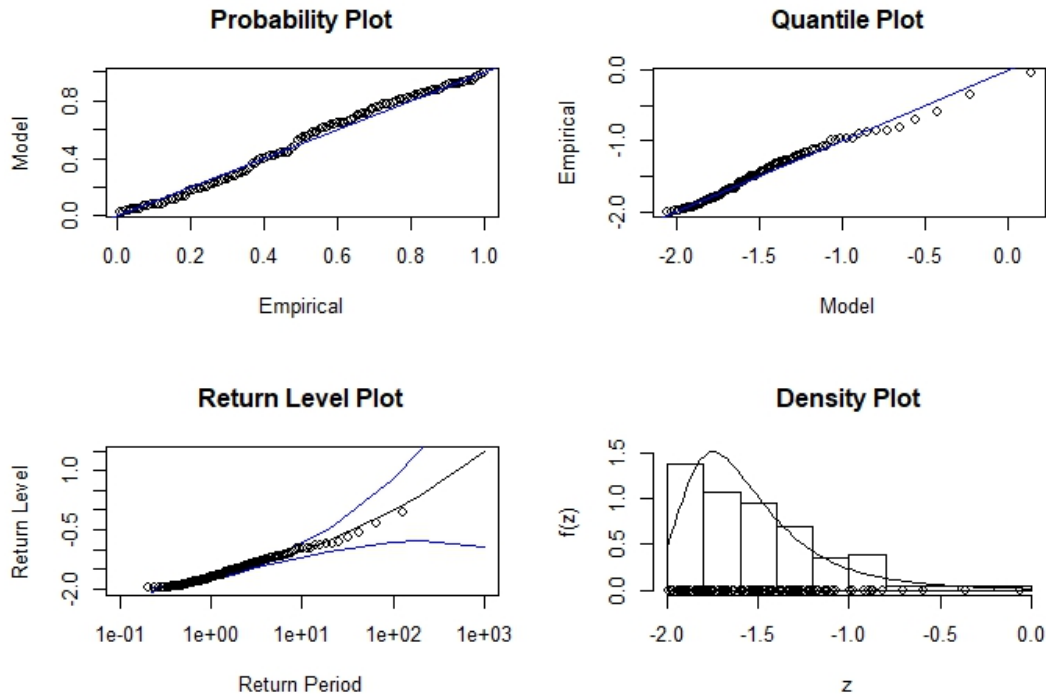 Probability Plot
Model
0.0 0.4 0.8
0.0 0.2 0.4 0.6 0.8 1.0
Empirical
Quantile Plot
Empirical
-2.0 -1.0 0.0
-2.0 -1.5 -1.0 -0.5 0.0
Model
Return Level Plot
Return Level
-2.0 -0.5 1.0
1e-01 1e+00 1e+01 1e+02 1e+03
Return Period
Density Plot
f(z)
0.0 0.5 1.0 1.5
-2.0 -1.5 -1.0 -0.5 0.0
z